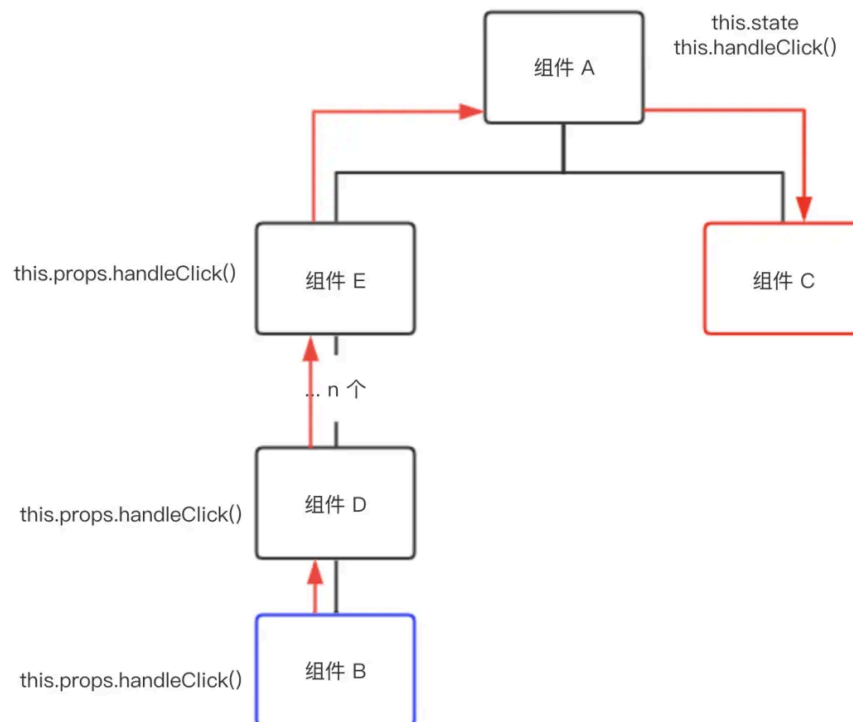 this.state
this.handleClick()
组件 A
this.props.handleClick()
组件 E
组件 C
... n 个
组件 D
this.props.handleClick()
组件 B
this.props.handleClick()